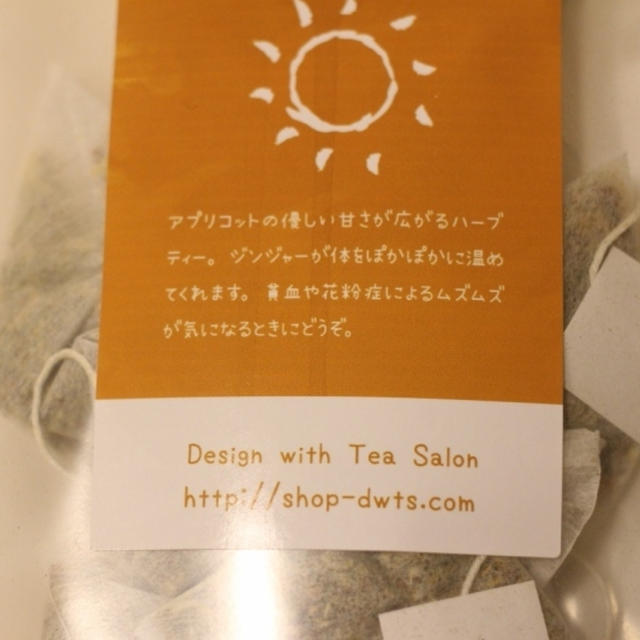 アプリコットの優しい甘さが広がるハーブ
ティー。ジンジャーが体をぽかぽかに温め
てくれます。貧血や花粉症によるムズムズ
が気になるときにどうぞ。
Design with Tea Salon
http://shop-dwts.com